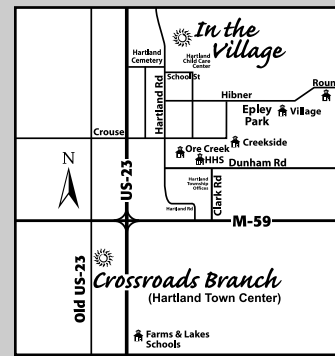 In the
Village
Hartland
Cemetery
Hartland
Child Care
Center
School St
Hartland Rd
Hibner
Roun
Epley
Park
Village
Crouse
Creekside
Ore Creek
HHS
Dunham Rd
N
US-23
Hartland
Township
Offices
Clark Rd
Hartland Rd
M-59
Old US-23
Crossroads Branch
(Hartland Town Center)
Farms & Lakes
Schools